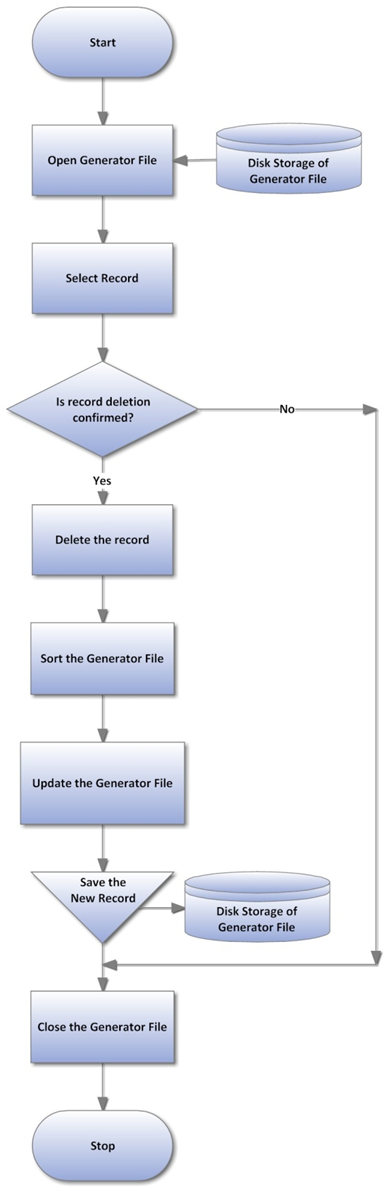 Start
Open Generator File
Disk Storage of
Generator File
Select Record
Is record deletion
confirmed?
No
Yes
Delete the record
Sort the Generator File
Update the Generator File
Save the
New Record
Disk Storage of
Generator File
Close the Generator File
Stop